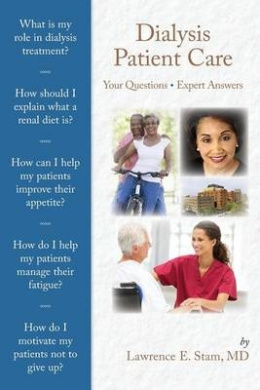 What is my
role in dialysis
treatment?
How should I
explain what a
renal diet is?
How can I help
my patients
improve their
appetite?
How do I help
my patients
manage their
fatigue?
How do I
motivate my
patients not to
give up?
Dialysis
Patient Care
Your Questions • Expert Answers
by
Lawrence E. Stam, MD